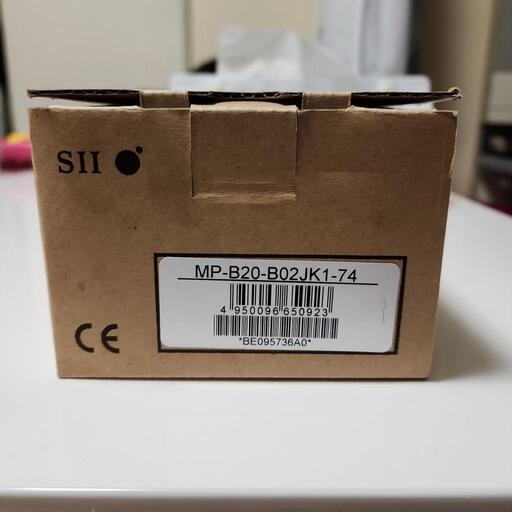 SII
MP-B20-B02JK1-74
4 950096 650923
*BE095736A0*
CE